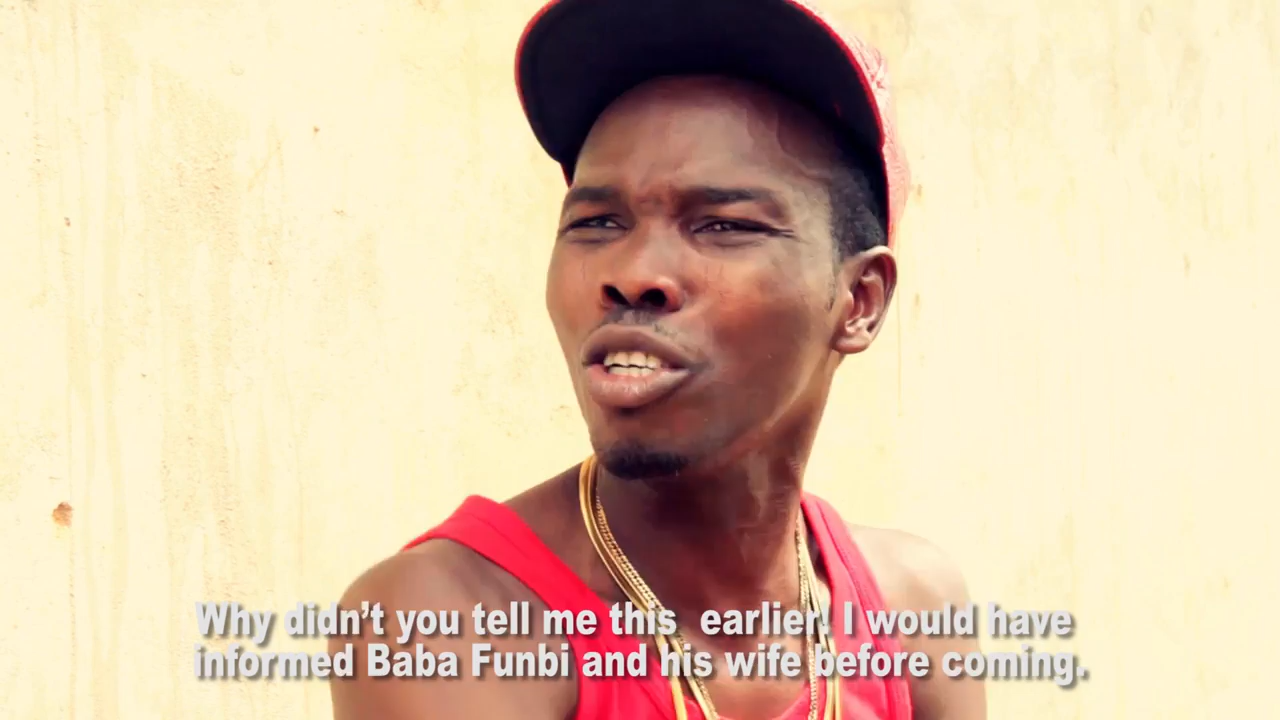 Why didn't you tell me this  earlier! I would have
informed Baba Funbi and his wife before coming.